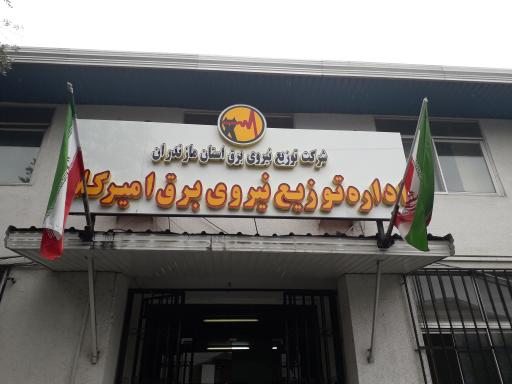 شرکت توزیع نیروی برق استان مازندران
اداره توزیع نیروی برق امیرکلا